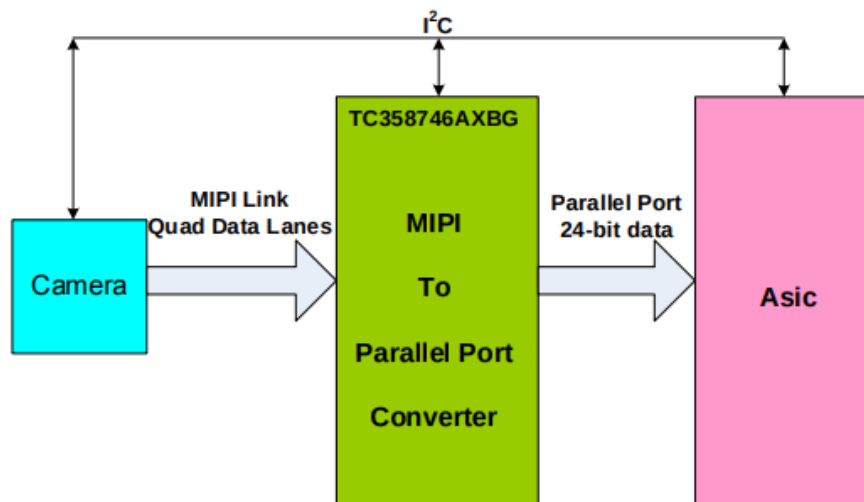 I²C
TC358746AXBG
MIPI Link
Quad Data Lanes
Parallel Port
24-bit data
Camera
MIPI
To
Parallel Port
Converter
Asic